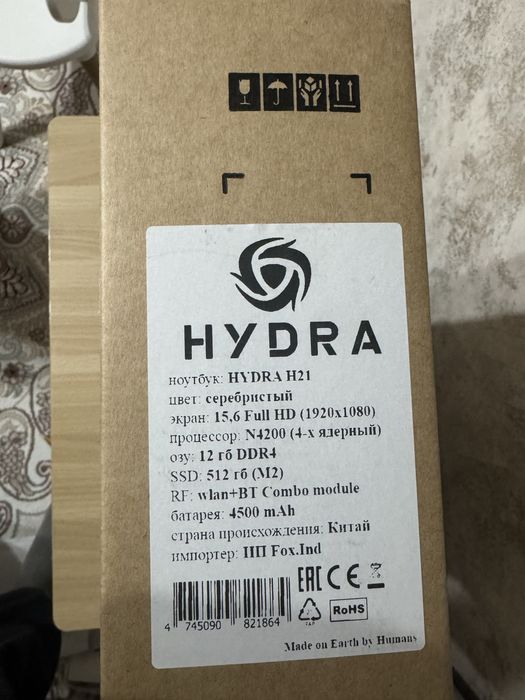 HYDRA
ноутбук: HYDRA H21
цвет: серебристый
экран: 15,6 Full HD (1920x1080)
процессор: N4200 (4-х ядерный)
озу: 12 гб DDR4
SSD: 512 гб (M2)
RF: wlan+BT Combo module
батарея: 4500 mAh
страна происхождения: Китай
импортер: ИП Fox.Ind
EAC CE
RoHS
4 745090 821864
Made on Earth by Humans